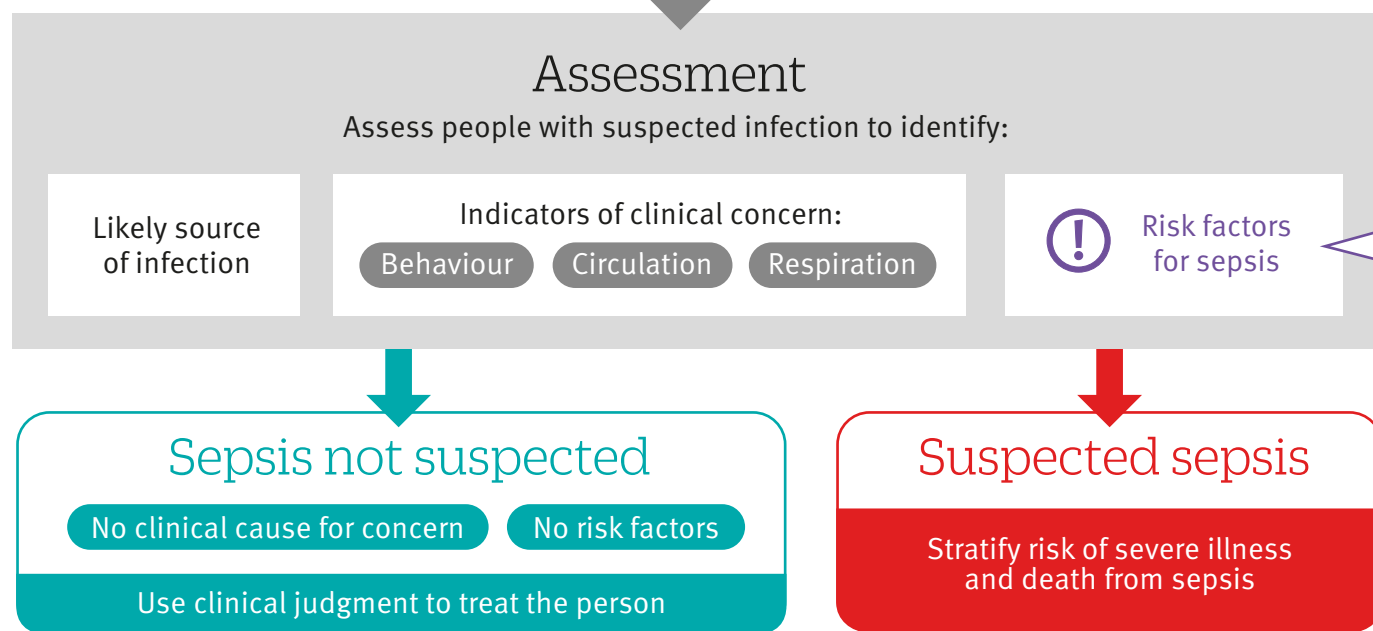 Assessment
Assess people with suspected infection to identify:
Likely source
of infection
Indicators of clinical concern:
Behaviour
Circulation
Respiration
!
Risk factors
for sepsis
Sepsis not suspected
No clinical cause for concern
No risk factors
Use clinical judgment to treat the person
Suspected sepsis
Stratify risk of severe illness
and death from sepsis